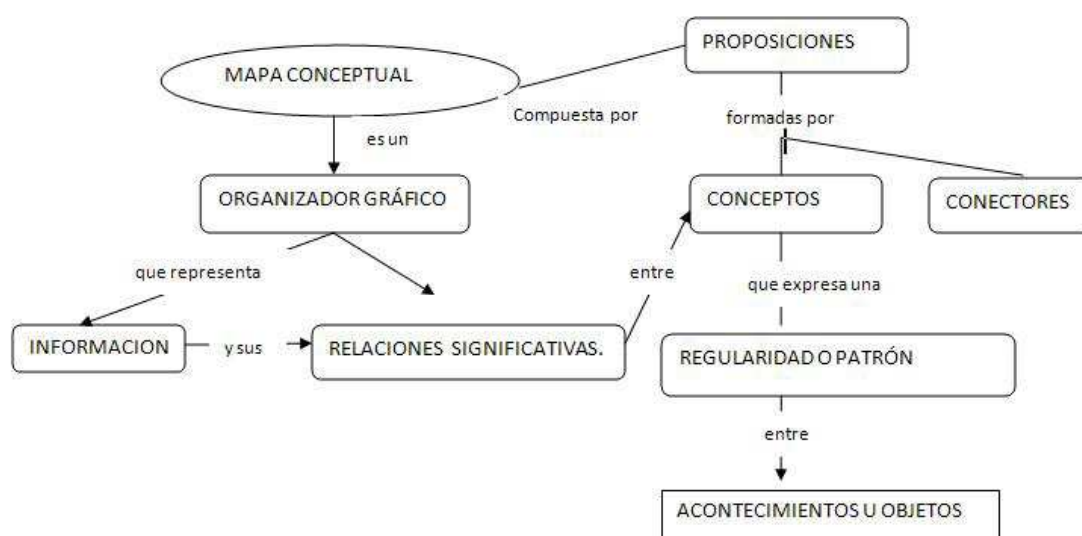 PROPOSICIONES
MAPA CONCEPTUAL
Compuesta por
formadas por
es un
ORGANIZADOR GRÁFICO
CONCEPTOS
CONECTORES
que representa
entre
que expresa una
INFORMACION
y sus
RELACIONES SIGNIFICATIVAS.
REGULARIDAD O PATRÓN
entre
ACONTECIMIENTOS U OBJETOS